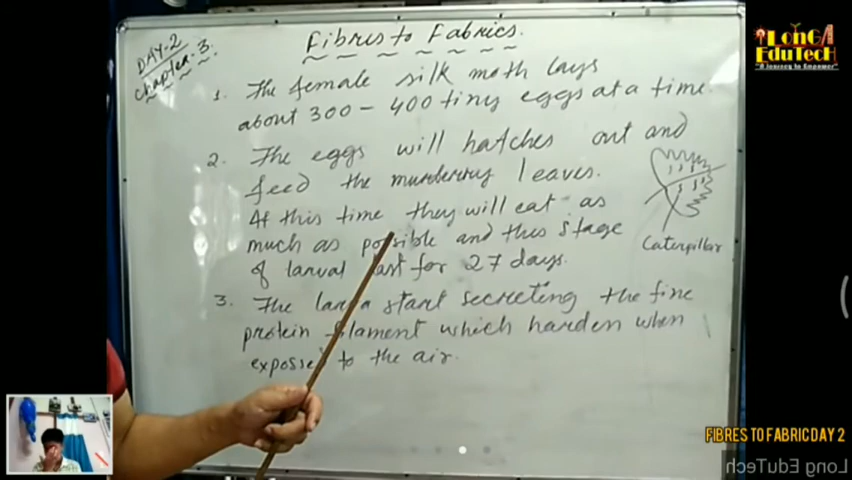 DAY-2
Chapter-3
Fibres to Fabrics.
1. The female silk moth lays
about 300 - 400 tiny eggs at a time.
2. The eggs will hatches out and
feed the munberry leaves.
At this time they will eat as
much as possible and this stage
of larval last for 27 days.
Caterpillar
3. The larva start secreting the fine
protein filament which harden when
exposses to the air.
LONGA
EDUTECH
"A Journey to Empower"
FIBRES TO FABRIC DAY 2
Long EduTech